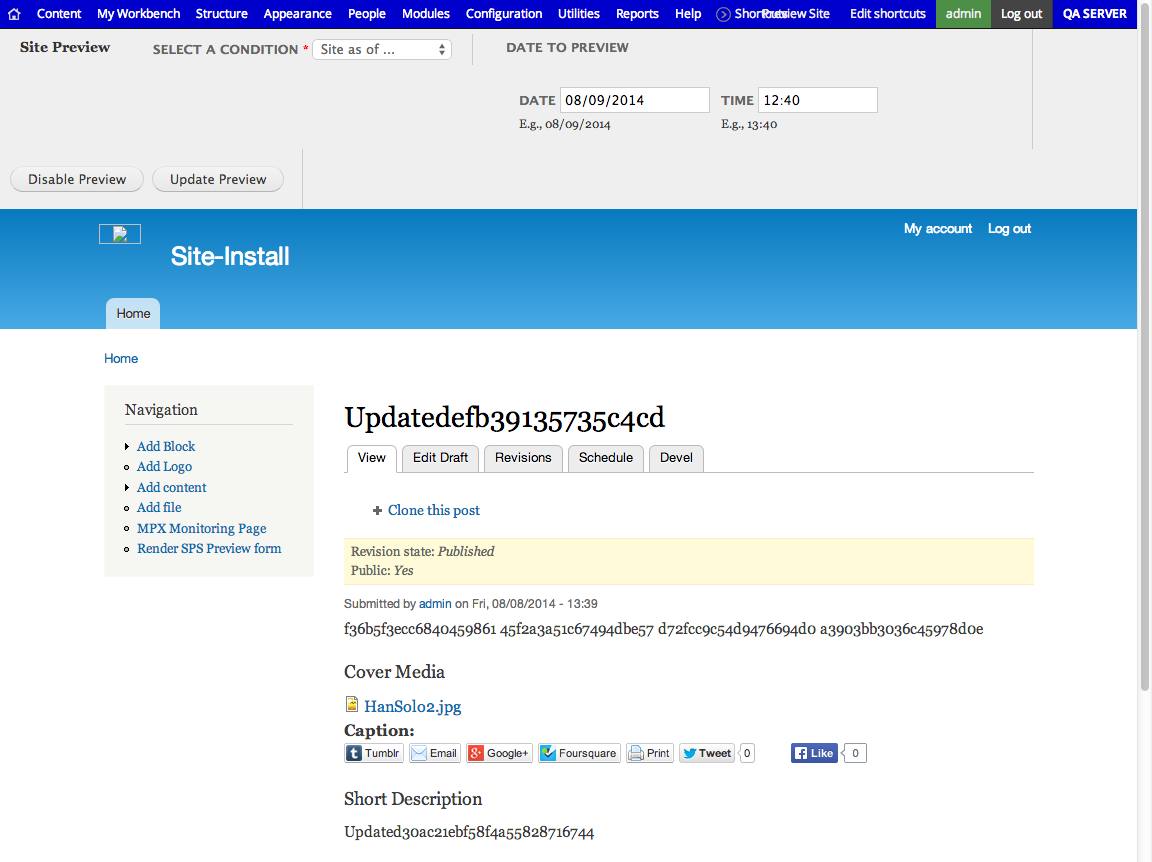 Content My Workbench Structure Appearance People Modules Configuration Utilities Reports Help Shortcuts Preview Site Edit shortcuts admin Log out QA SERVER
Site Preview SELECT A CONDITION * Site as of ... DATE TO PREVIEW
DATE 08/09/2014 TIME 12:40
E.g., 08/09/2014 E.g., 13:40
Disable Preview Update Preview
My account Log out
Site-Install
Home
Home
Navigation
Add Block
Add Logo
Add content
Add file
MPX Monitoring Page
Render SPS Preview form
Updatedefb39135735c4cd
View Edit Draft Revisions Schedule Devel
Clone this post
Revision state: Published
Public: Yes
Submitted by admin on Fri, 08/08/2014 - 13:39
f36b5f3ecc6840459861 45f2a3a51c67494dbe57 d72fcc9c54d9476694d0 a3903bb3036c45978d0e
Cover Media
HanSolo2.jpg
Caption:
Tumblr Email Google+ Foursquare Print Tweet 0 Like 0
Short Description
Updated30ac21ebf58f4a55828716744